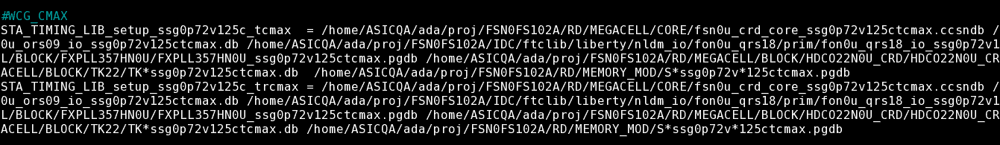 #WCG_CMAX
STA_TIMING_LIB_setup_ssg0p72v125c_tcmax  = /home/ASICQA/ada/proj/FSN0FS102A/RD/MEGACELL/CORE/fsn0u_crd_core_ssg0p72v125ctcmax.ccsndb /
0u_ors09_io_ssg0p72v125ctcmax.db /home/ASICQA/ada/proj/FSN0FS102A/IDC/ftclib/liberty/nldm_io/fon0u_qrs18/prim/fon0u_qrs18_io_ssg0p72v1
L/BLOCK/FXPLL357HN0U/FXPLL357HN0U_ssg0p72v125ctcmax.pgdb /home/ASICQA/ada/proj/FSN0FS102A/RD/MEGACELL/BLOCK/HDCO22N0U_CRD/HDCO22N0U_CR
ACELL/BLOCK/TK22/TK*ssg0p72v125ctcmax.db  /home/ASICQA/ada/proj/FSN0FS102A/RD/MEMORY_MOD/S*ssg0p72v*125ctcmax.pgdb
STA_TIMING_LIB_setup_ssg0p72v125c_trcmax = /home/ASICQA/ada/proj/FSN0FS102A/RD/MEGACELL/CORE/fsn0u_crd_core_ssg0p72v125ctcmax.ccsndb /
0u_ors09_io_ssg0p72v125ctcmax.db /home/ASICQA/ada/proj/FSN0FS102A/IDC/ftclib/liberty/nldm_io/fon0u_qrs18/prim/fon0u_qrs18_io_ssg0p72v1
L/BLOCK/FXPLL357HN0U/FXPLL357HN0U_ssg0p72v125ctcmax.pgdb /home/ASICQA/ada/proj/FSN0FS102A/RD/MEGACELL/BLOCK/HDCO22N0U_CRD/HDCO22N0U_CR
ACELL/BLOCK/TK22/TK*ssg0p72v125ctcmax.db /home/ASICQA/ada/proj/FSN0FS102A/RD/MEMORY_MOD/S*ssg0p72v*125ctcmax.pgdb